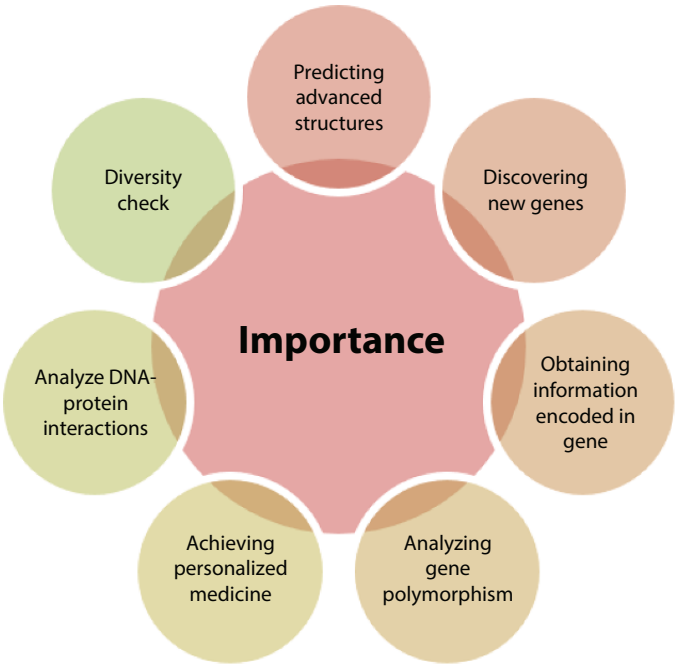 Predicting
advanced
structures
Discovering
new genes
Obtaining
information
encoded in
gene
Analyzing
gene
polymorphism
Achieving
personalized
medicine
Analyze DNA-
protein
interactions
Diversity
check
Importance